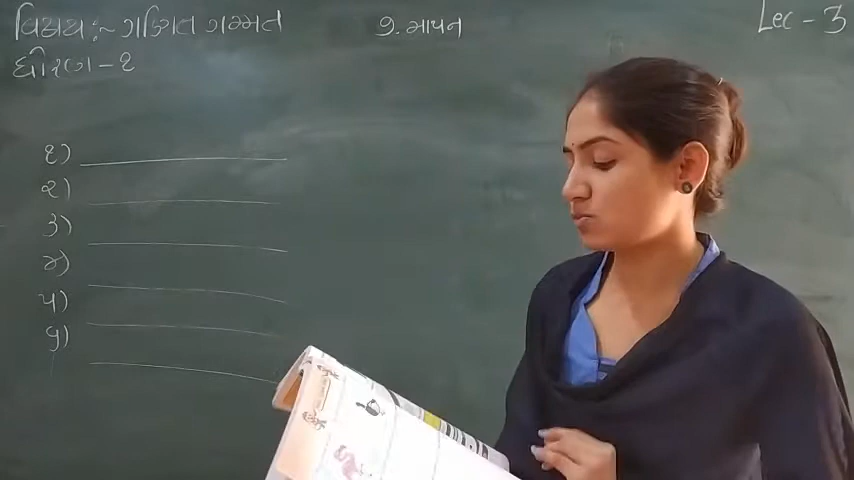 વિષય :~ ગણિત ગમ્મત
૭. માપન
Lec - 3
ધોરણ - ૨
૧)
૨)
૩)
૪)
૫)
૬)